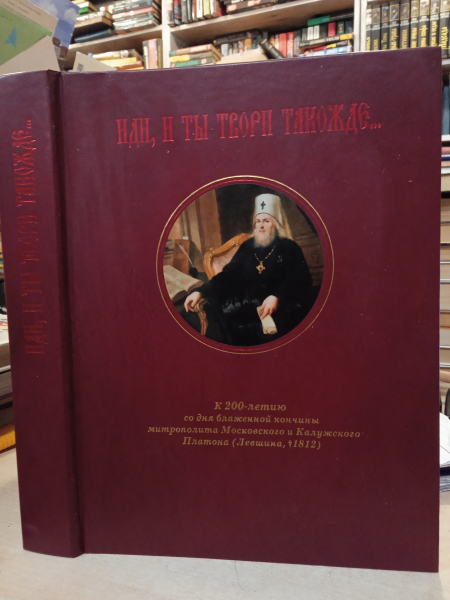 ИДИ, И ТЫ ТВОРИ ТАКОЖДЕ...
ИДИ, И ТЫ ТВОРИ ТАКОЖДЕ...
К 200-летию
со дня блаженной кончины
митрополита Московского и Калужского
Платона (Левшина, †1812)